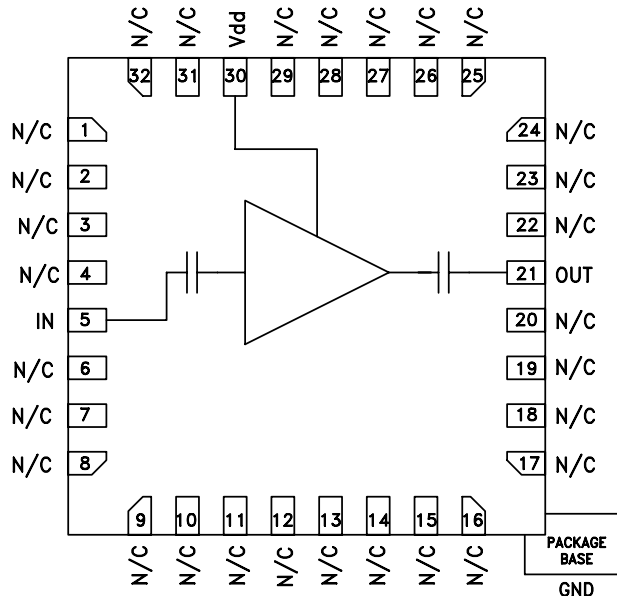 N/C N/C Vdd N/C N/C N/C N/C N/C
32 31 30 29 28 27 26 25
N/C 1
24 N/C
N/C 2
23 N/C
N/C 3
22 N/C
N/C 4
21 OUT
IN 5
20 N/C
N/C 6
19 N/C
N/C 7
18 N/C
N/C 8
17 N/C
9 10 11 12 13 14 15 16
N/C N/C N/C N/C N/C N/C N/C N/C
PACKAGE
BASE
GND